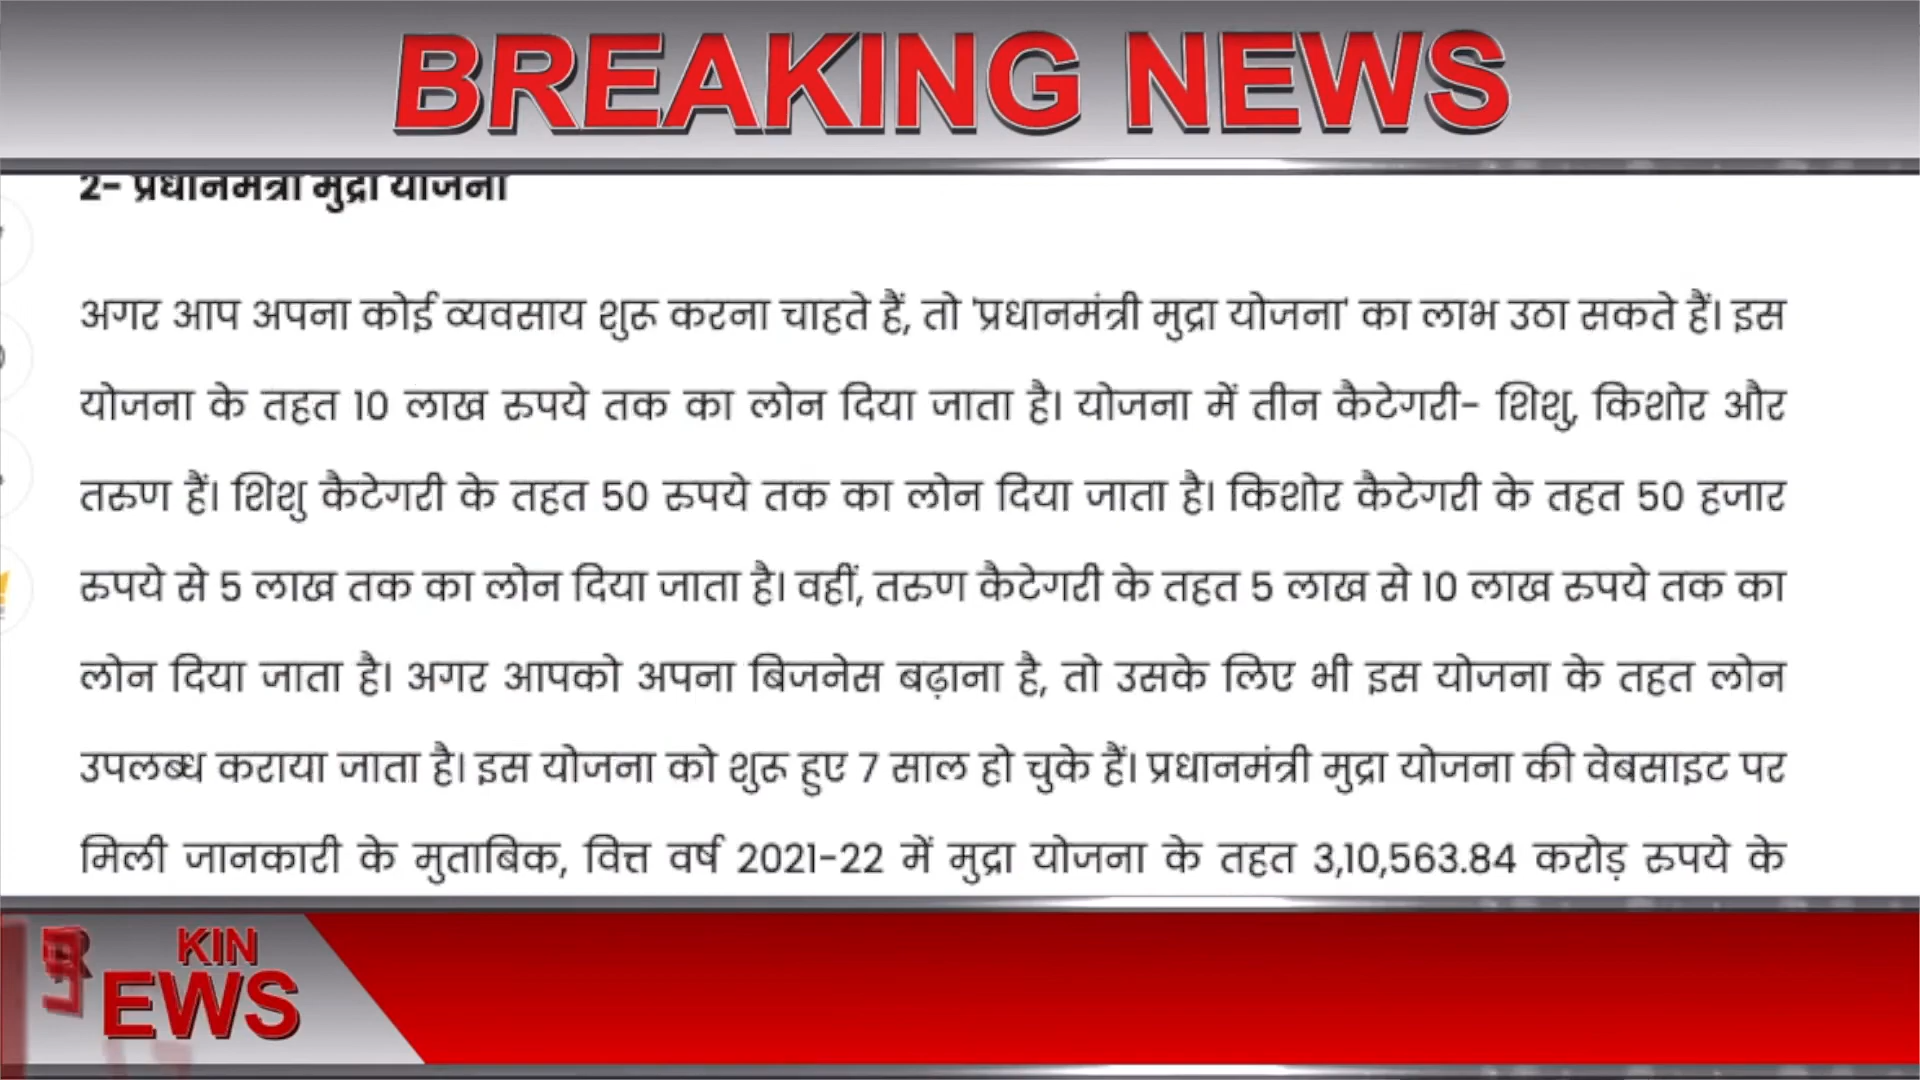 BREAKING NEWS
2- प्रधानमंत्री मुद्रा योजना
अगर आप अपना कोई व्यवसाय शुरू करना चाहते हैं, तो 'प्रधानमंत्री मुद्रा योजना' का लाभ उठा सकते हैं। इस
योजना के तहत 10 लाख रुपये तक का लोन दिया जाता है। योजना में तीन कैटेगरी- शिशु, किशोर और
तरुण हैं। शिशु कैटेगरी के तहत 50 रुपये तक का लोन दिया जाता है। किशोर कैटेगरी के तहत 50 हजार
रुपये से 5 लाख तक का लोन दिया जाता है। वहीं, तरुण कैटेगरी के तहत 5 लाख से 10 लाख रुपये तक का
लोन दिया जाता है। अगर आपको अपना बिजनेस बढ़ाना है, तो उसके लिए भी इस योजना के तहत लोन
उपलब्ध कराया जाता है। इस योजना को शुरू हुए 7 साल हो चुके हैं। प्रधानमंत्री मुद्रा योजना की वेबसाइट पर
मिली जानकारी के मुताबिक, वित्त वर्ष 2021-22 में मुद्रा योजना के तहत 3,10,563.84 करोड़ रुपये के
KIN
EWS